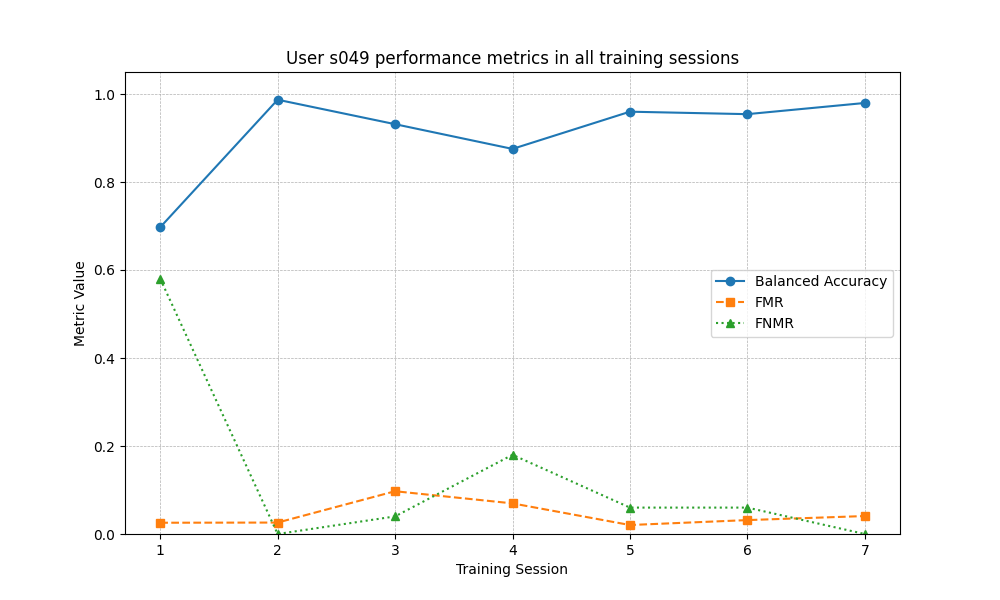 User s049 performance metrics in all training sessions
1.0
0.8
0.6
0.4
0.2
0.0
Metric Value
Balanced Accuracy
FMR
FNMR
1 2 3 4 5 6 7
Training Session